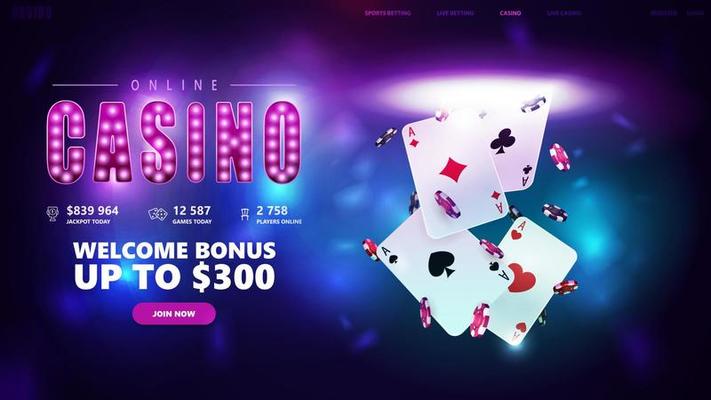 SPORTS BETTING LIVE BETTING CASINO LIVE CASINO
ONLINE
CASINO
$839 964 12 587 2 758
JACKPOT TODAY GAMES TODAY PLAYERS ONLINE
WELCOME BONUS
UP TO $300
JOIN NOW
A
A
A
A
A
A